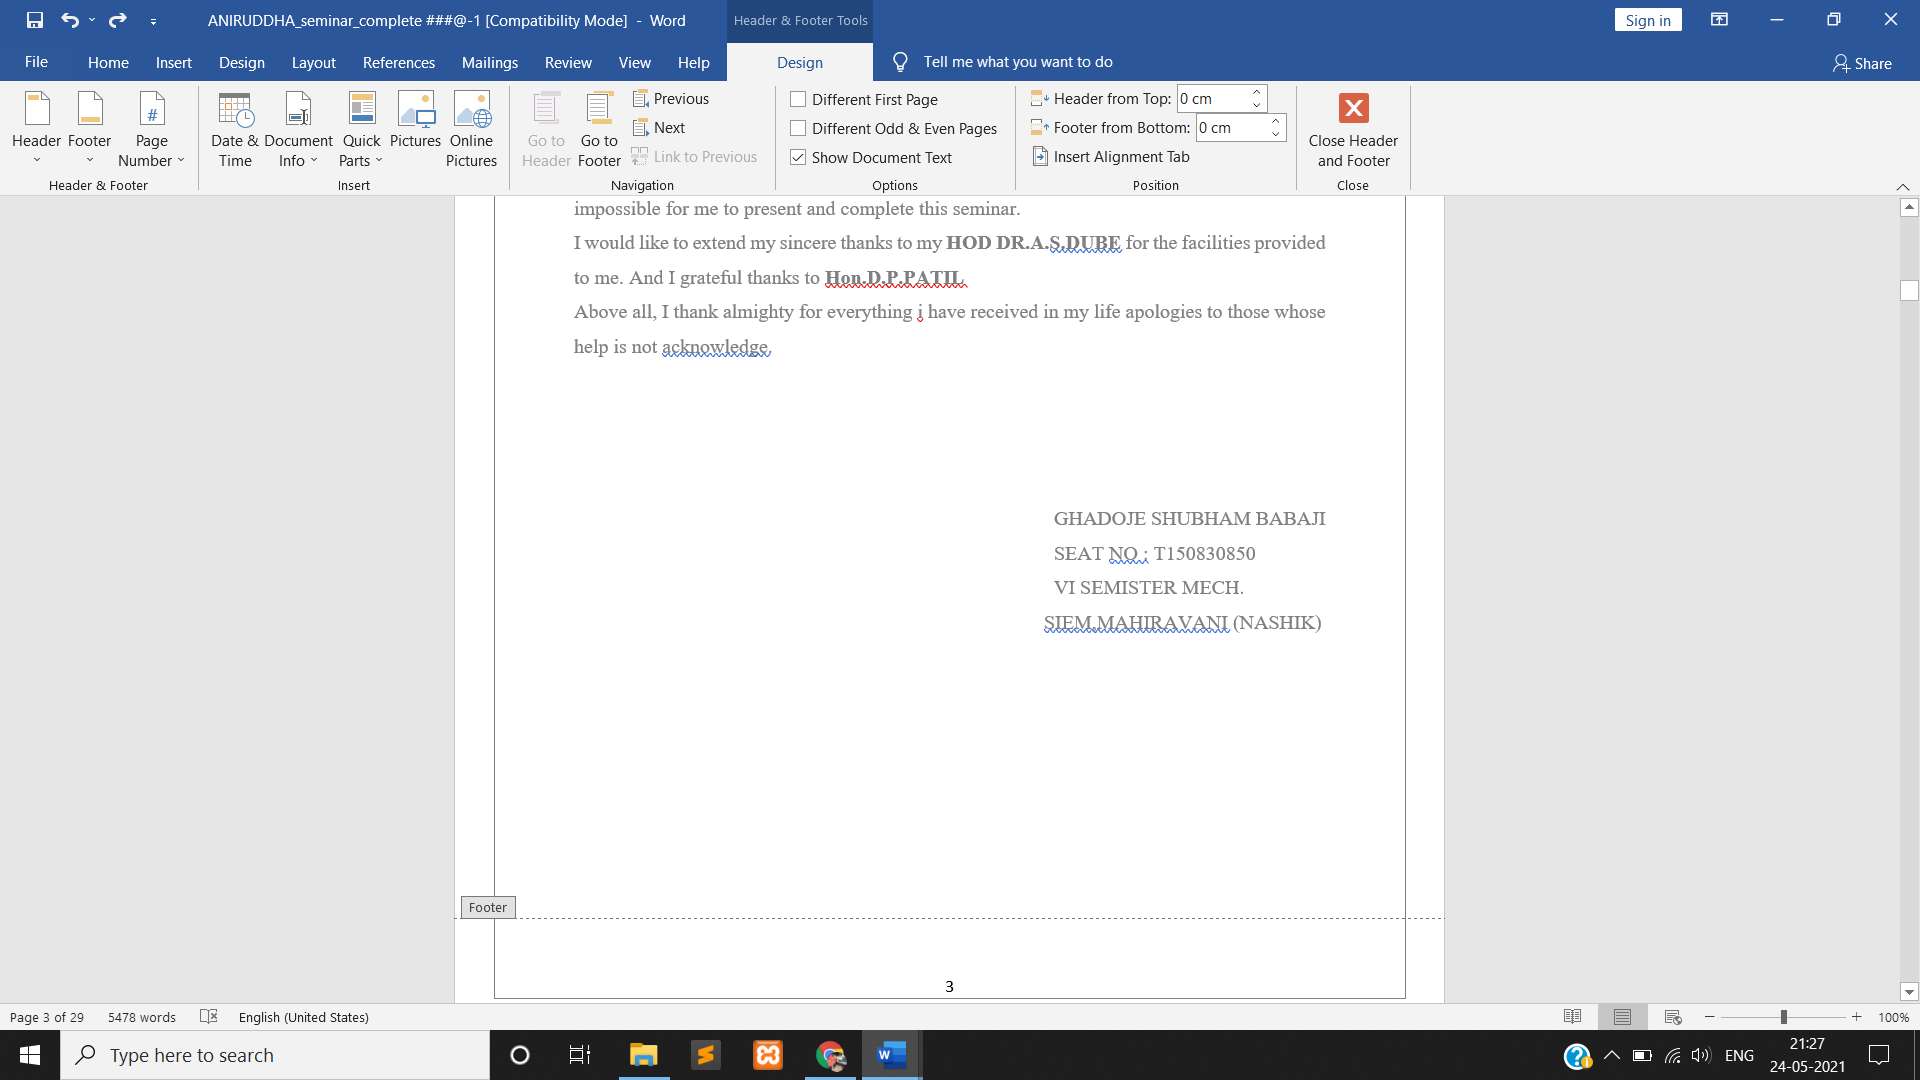 ANIRUDDHA_seminar_complete ###@-1 [Compatibility Mode] - Word
Header & Footer Tools
Sign in
File Home Insert Design Layout References Mailings Review View Help Design Tell me what you want to do Share
Header Footer Page Number
Header & Footer
Date & Time Document Info Quick Parts Pictures Online Pictures
Insert
Go to Header Go to Footer
Previous
Next
Link to Previous
Navigation
Different First Page
Different Odd & Even Pages
Show Document Text
Options
Header from Top: 0 cm
Footer from Bottom: 0 cm
Insert Alignment Tab
Position
Close Header and Footer
Close
impossible for me to present and complete this seminar.
I would like to extend my sincere thanks to my HOD DR.A.S.DUBE for the facilities provided
to me. And I grateful thanks to Hon.D.P.PATIL
Above all, I thank almighty for everything i have received in my life apologies to those whose
help is not acknowledge.
GHADOJE SHUBHAM BABAJI
SEAT NO : T150830850
VI SEMISTER MECH.
SIEM,MAHIRAVANI (NASHIK)
Footer
3
Page 3 of 29 5478 words English (United States) 100%
Type here to search
ENG
21:27
24-05-2021